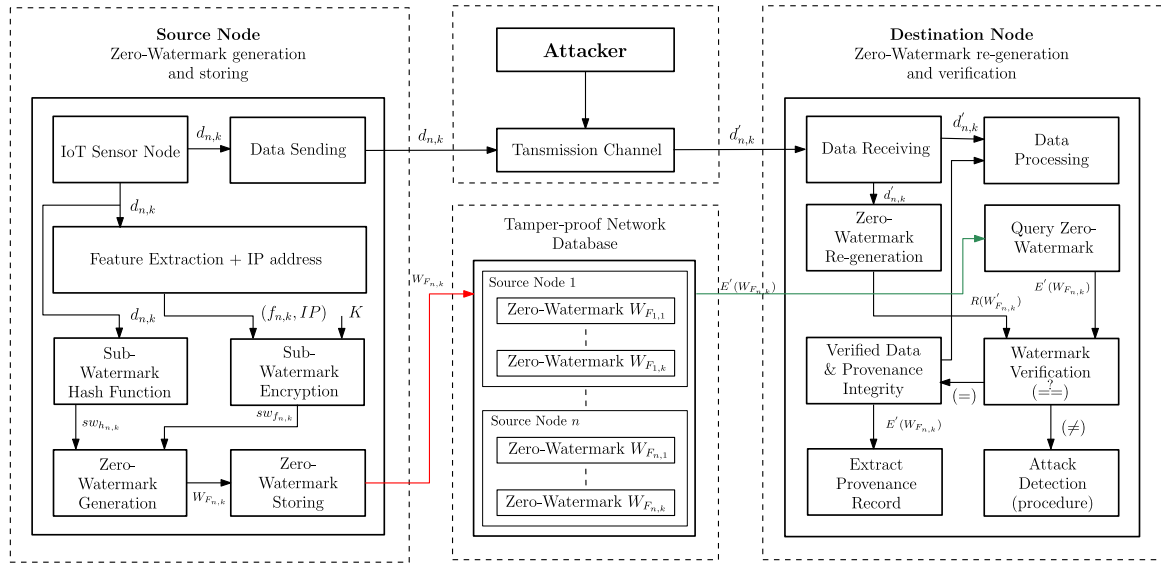 Source Node
Zero-Watermark generation
and storing
IoT Sensor Node
d_{n,k}
Data Sending
d_{n,k}
d_{n,k}
Feature Extraction + IP address
d_{n,k}
(f_{n,k}, IP)
K
Sub-
Watermark
Hash Function
Sub-
Watermark
Encryption
sw_{h_{n,k}}
sw_{f_{n,k}}
Zero-
Watermark
Generation
W_{F_{n,k}}
Zero-
Watermark
Storing
Attacker
Tansmission Channel
d'_{n,k}
W_{F_{n,k}}
Tamper-proof Network
Database
Source Node 1
Zero-Watermark W_{F_{1,1}}
Zero-Watermark W_{F_{1,k}}
Source Node n
Zero-Watermark W_{F_{n,1}}
Zero-Watermark W_{F_{n,k}}
E'(W_{F_{n,k}})
Destination Node
Zero-Watermark re-generation
and verification
Data Receiving
d'_{n,k}
Data
Processing
d'_{n,k}
Zero-
Watermark
Re-generation
Query Zero-
Watermark
R(W'_{F_{n,k}})
E'(W_{F_{n,k}})
Verified Data
& Provenance
Integrity
(=)
Watermark
Verification
(==)
?
E'(W_{F_{n,k}})
(≠)
Extract
Provenance
Record
Attack
Detection
(procedure)